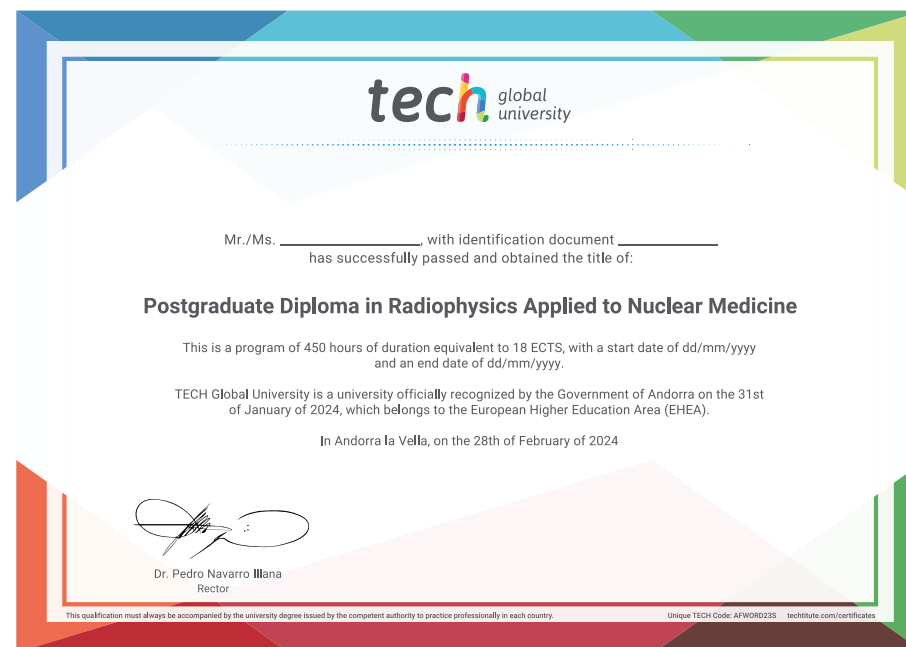 tech global university
Mr./Ms. ____________, with identification document ____________
has successfully passed and obtained the title of:
Postgraduate Diploma in Radiophysics Applied to Nuclear Medicine
This is a program of 450 hours of duration equivalent to 18 ECTS, with a start date of dd/mm/yyyy
and an end date of dd/mm/yyyy.
TECH Global University is a university officially recognized by the Government of Andorra on the 31st
of January of 2024, which belongs to the European Higher Education Area (EHEA).
In Andorra la Vella, on the 28th of February of 2024
Dr. Pedro Navarro Illana
Rector
This qualification must always be accompanied by the university degree issued by the competent authority to practice professionally in each country.
Unique TECH Code: AFWORD23S techtitute.com/certificates